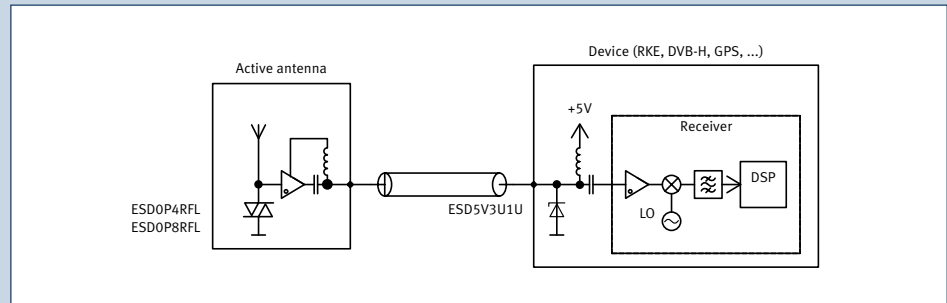 Device (RKE, DVB-H, GPS, ...)
Active antenna
+5V
Receiver
DSP
LO
ESD0P4RFL
ESD0P8RFL
ESD5V3U1U